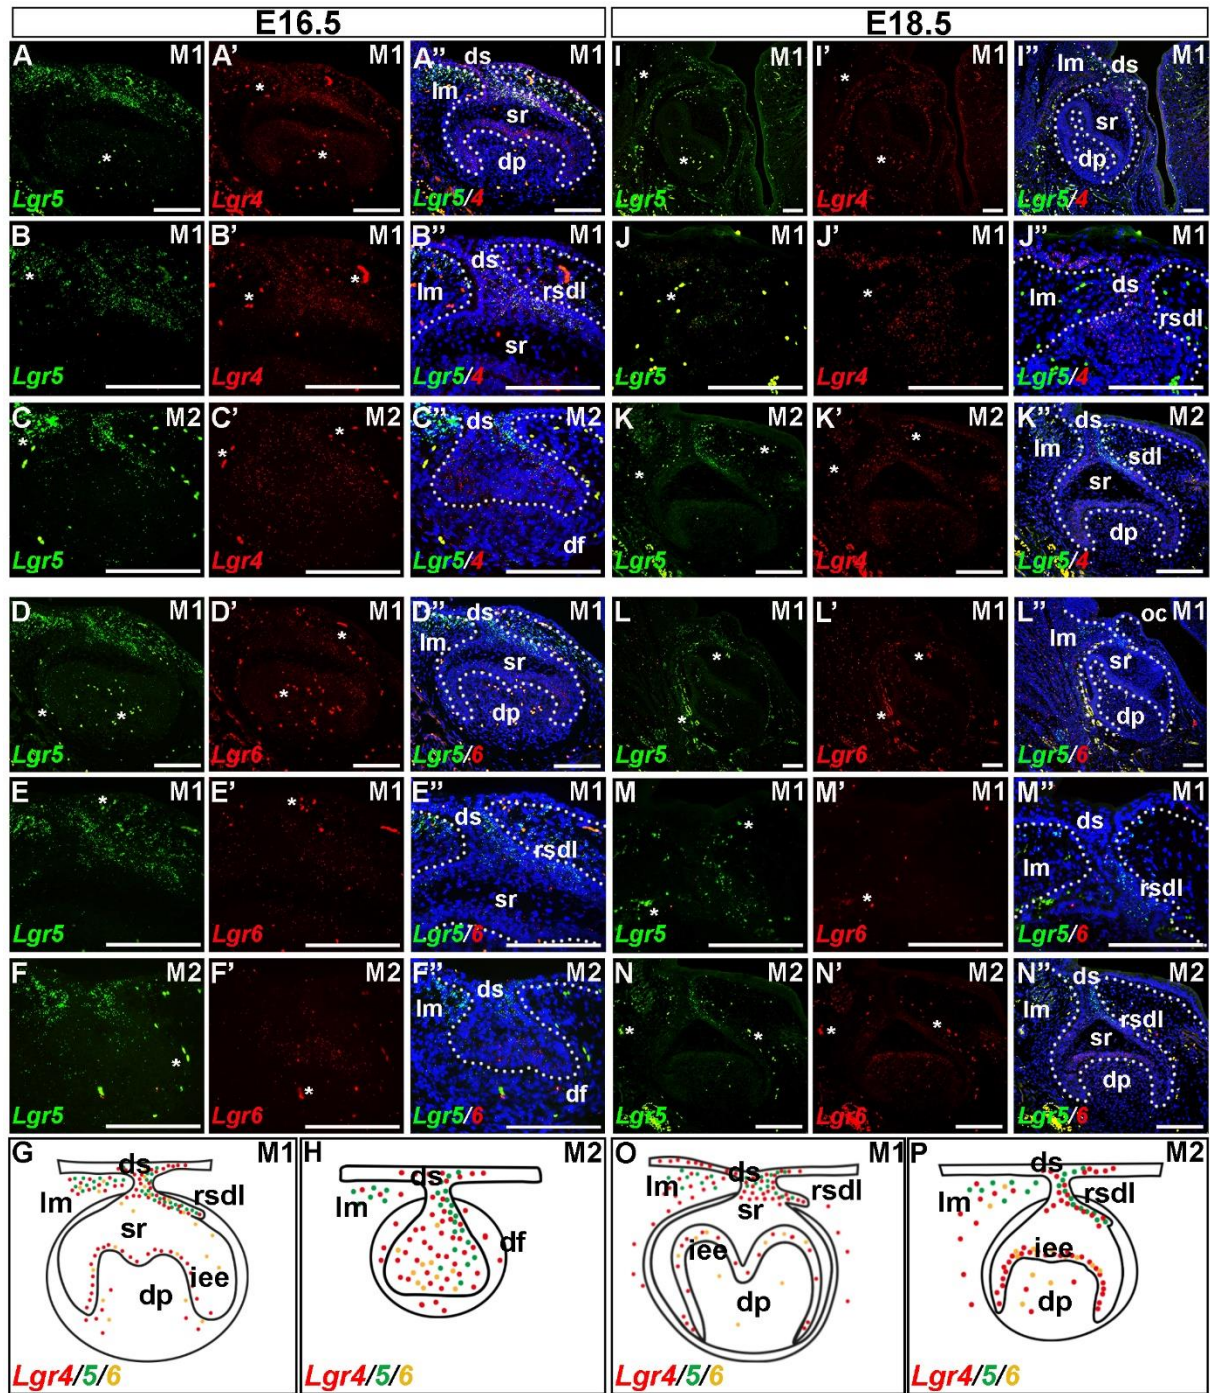 E16.5 E18.5
A M1 A' M1 A'' ds M1 I M1 I' M1 I'' lm ds M1
* * lm * *
sr sr
* * dp * * dp
Lgr5 Lgr4 Lgr5/4 Lgr5 Lgr4 Lgr5/4
B M1 B' M1 B'' M1 J M1 J' M1 J'' M1
* * * ds * * ds
lm rsdl lm rsdl
sr
Lgr5 Lgr4 Lgr5/4 Lgr5 Lgr4 Lgr5/4
C M2 C' M2 C'' ds M2 K M2 K' M2 K'' ds M2
* * * lm * * * * lm sdl
sr
df dp
Lgr5 Lgr4 Lgr5/4 Lgr5 Lgr4 Lgr5/4
D M1 D' M1 D'' ds M1 L M1 L' M1 L'' oc M1
* lm lm
sr * * sr
* * * dp * * dp
Lgr5 Lgr6 Lgr5/6 Lgr5 Lgr6 Lgr5/6
E M1 E' M1 E'' M1 M M1 M' M1 M'' M1
* * ds * ds
rsdl lm rsdl
sr * *
Lgr5 Lgr6 Lgr5/6 Lgr5 Lgr6 Lgr5/6
F M2 F' M2 F'' ds M2 N M2 N' M2 N'' ds M2
lm lm rsdl
* * * * * sr
* df dp
Lgr5 Lgr6 Lgr5/6 Lgr5 Lgr6 Lgr5/6
G ds M1 H ds M2 O ds M1 P ds M2
lm rsdl lm lm rsdl lm rsdl
sr df sr
iee iee iee
dp dp dp
Lgr4/5/6 Lgr4/5/6 Lgr4/5/6 Lgr4/5/6